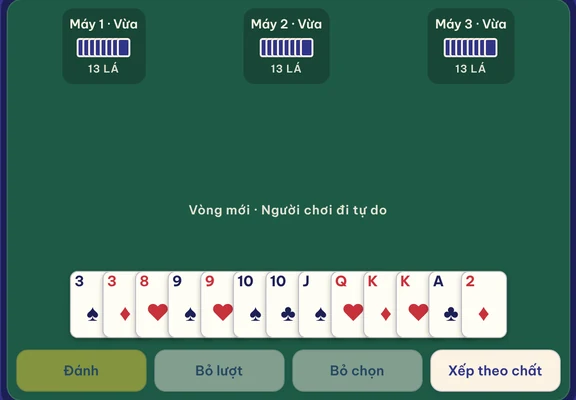 Máy 1 · Vừa
Máy 2 · Vừa
Máy 3 · Vừa
13 LÁ
13 LÁ
13 LÁ
Vòng mới · Người chơi đi tự do
3 3 8 9 9 10 10 J Q K K A 2
Đánh
Bỏ lượt
Bỏ chọn
Xếp theo chất